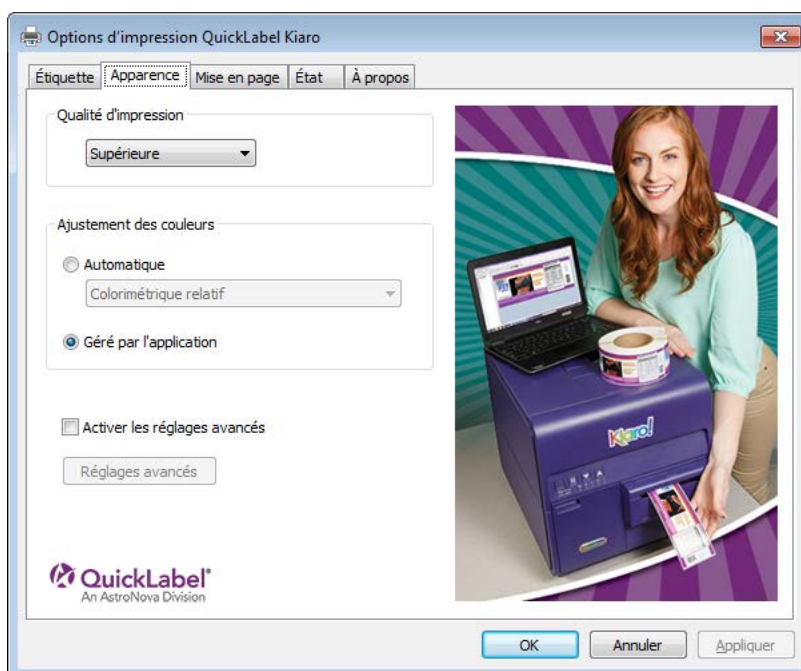 Options d'impression QuickLabel Kiaro
Étiquette Apparence Mise en page État À propos
Qualité d'impression
Supérieure
Ajustement des couleurs
Automatique
Colorimétrique relatif
Géré par l'application
Activer les réglages avancés
Réglages avancés
Kiaro!
QuickLabel®
An AstroNova Division
OK Annuler Appliquer